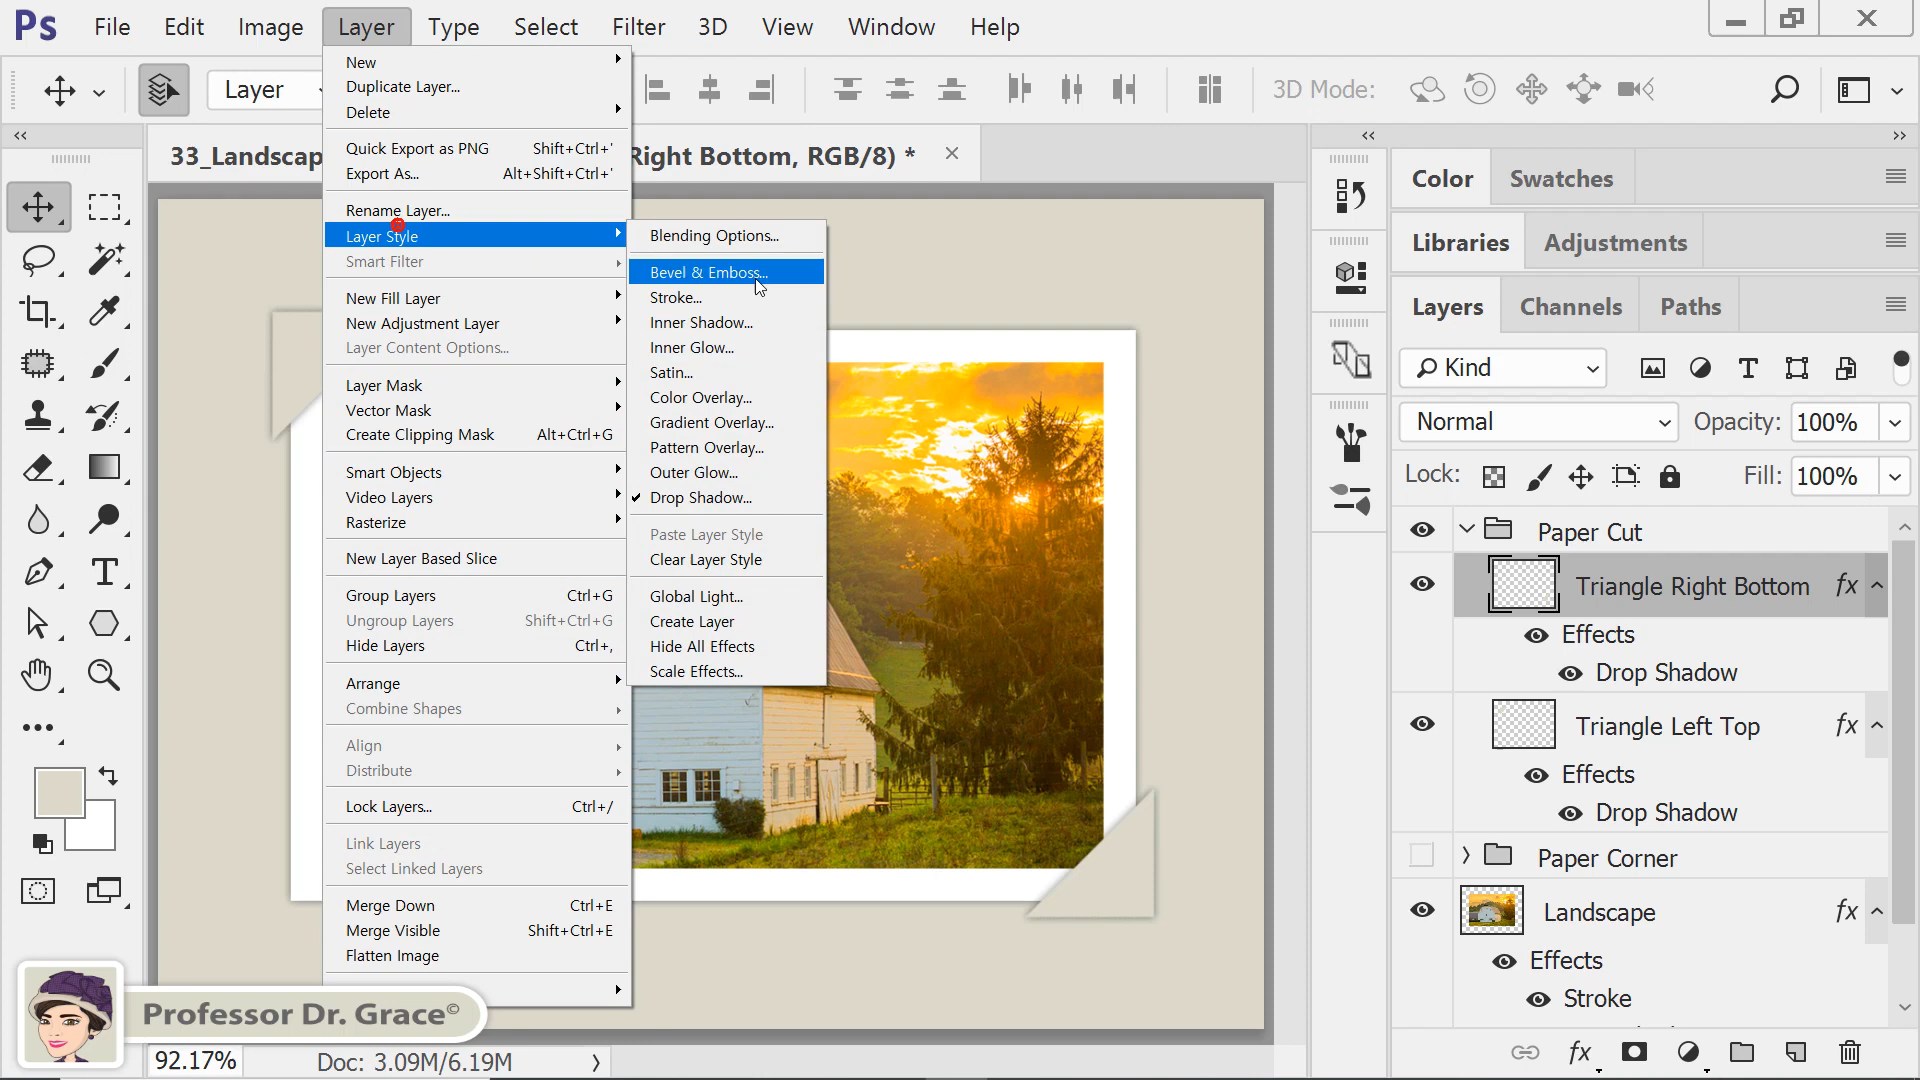 Ps File Edit Image Layer Type Select Filter 3D View Window Help
Layer 3D Mode:
33_Landscap Right Bottom, RGB/8) *
New
Duplicate Layer...
Delete
Quick Export as PNG Shift+Ctrl+'
Export As... Alt+Shift+Ctrl+'
Rename Layer...
Layer Style
Smart Filter
New Fill Layer
New Adjustment Layer
Layer Content Options...
Layer Mask
Vector Mask
Create Clipping Mask Alt+Ctrl+G
Smart Objects
Video Layers
Rasterize
New Layer Based Slice
Group Layers Ctrl+G
Ungroup Layers Shift+Ctrl+G
Hide Layers Ctrl+,
Arrange
Combine Shapes
Align
Distribute
Lock Layers... Ctrl+/
Link Layers
Select Linked Layers
Merge Down Ctrl+E
Merge Visible Shift+Ctrl+E
Flatten Image
Blending Options...
Bevel & Emboss...
Stroke...
Inner Shadow...
Inner Glow...
Satin...
Color Overlay...
Gradient Overlay...
Pattern Overlay...
Outer Glow...
Drop Shadow...
Paste Layer Style
Clear Layer Style
Global Light...
Create Layer
Hide All Effects
Scale Effects...
Color Swatches
Libraries Adjustments
Layers Channels Paths
Kind
Normal Opacity: 100%
Lock: Fill: 100%
Paper Cut
Triangle Right Bottom fx
Effects
Drop Shadow
Triangle Left Top fx
Effects
Drop Shadow
Paper Corner
Landscape fx
Effects
Stroke
fx
Professor Dr. Grace©
92.17% Doc: 3.09M/6.19M